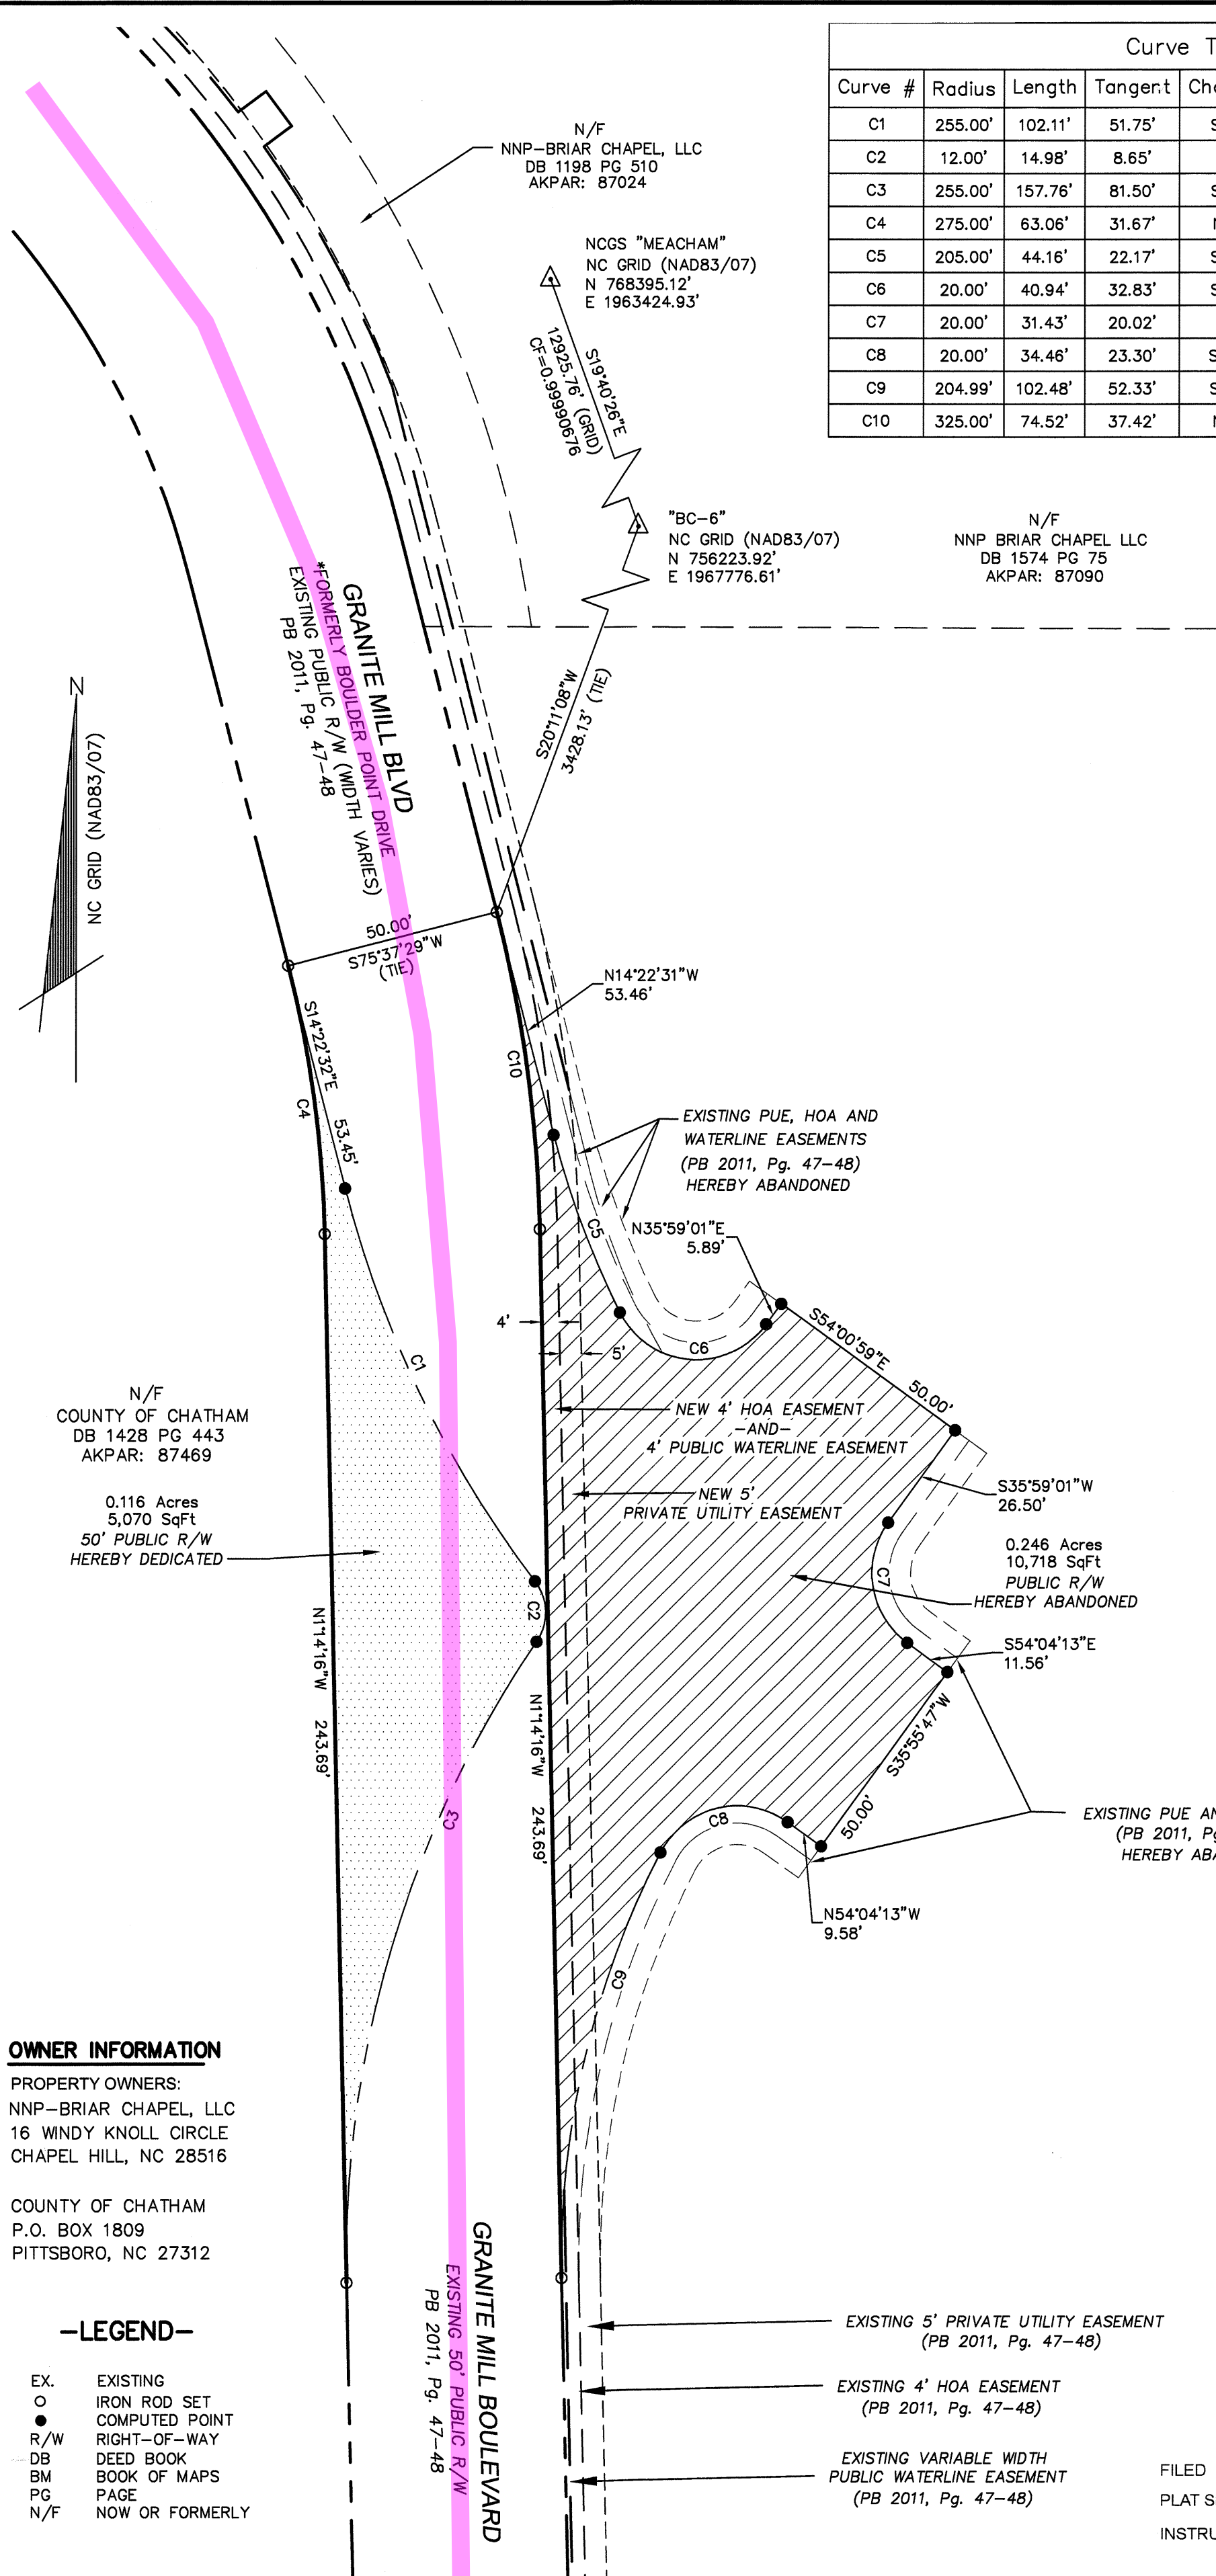 Curve T
Curve # Radius Length Tangent Ch
C1 255.00' 102.11' 51.75' S
C2 12.00' 14.98' 8.65'
C3 255.00' 157.76' 81.50' S
C4 275.00' 63.06' 31.67' N
C5 205.00' 44.16' 22.17' S
C6 20.00' 40.94' 32.83' S
C7 20.00' 31.43' 20.02'
C8 20.00' 34.46' 23.30' S
C9 204.99' 102.48' 52.33' S
C10 325.00' 74.52' 37.42' N
N/F
NNP-BRIAR CHAPEL, LLC
DB 1198 PG 510
AKPAR: 87024
NCGS "MEACHAM"
NC GRID (NAD83/07)
N 768395.12'
E 1963424.93'
S19°40'26"E
12925.76' (GRID)
CF=0.99990676
"BC-6"
NC GRID (NAD83/07)
N 756223.92'
E 1967776.61'
N/F
NNP BRIAR CHAPEL LLC
DB 1574 PG 75
AKPAR: 87090
GRANITE MILL BLVD
*FORMERLY BOULDER POINT DRIVE
EXISTING PUBLIC R/W (WIDTH VARIES)
PB 2011, Pg. 47-48
S20°11'08"W
3428.13' (TIE)
N
NC GRID (NAD83/07)
50.00'
S75°37'29"W
(TIE)
N14°22'31"W
53.46'
S14°22'32"E
53.45'
C4
C10
EXISTING PUE, HOA AND
WATERLINE EASEMENTS
(PB 2011, Pg. 47-48)
HEREBY ABANDONED
C5
N35°59'01"E
5.89'
4'
5'
C6
S54°00'59"E
50.00'
C1
N/F
COUNTY OF CHATHAM
DB 1428 PG 443
AKPAR: 87469
0.116 Acres
5,070 SqFt
50' PUBLIC R/W
HEREBY DEDICATED
NEW 4' HOA EASEMENT
-AND-
4' PUBLIC WATERLINE EASEMENT
NEW 5'
PRIVATE UTILITY EASEMENT
S35°59'01"W
26.50'
0.246 Acres
10,718 SqFt
PUBLIC R/W
HEREBY ABANDONED
C7
C2
S54°04'13"E
11.56'
N1°14'16"W 243.69'
N1°14'16"W 243.69'
S35°55'47"W
50.00'
C3
C8
EXISTING PUE AN
(PB 2011, Pg
HEREBY ABA
N54°04'13"W
9.58'
C9
OWNER INFORMATION
PROPERTY OWNERS:
NNP-BRIAR CHAPEL, LLC
16 WINDY KNOLL CIRCLE
CHAPEL HILL, NC 28516
COUNTY OF CHATHAM
P.O. BOX 1809
PITTSBORO, NC 27312
GRANITE MILL BOULEVARD
EXISTING 50' PUBLIC R/W
PB 2011, Pg. 47-48
EXISTING 5' PRIVATE UTILITY EASEMENT
(PB 2011, Pg. 47-48)
EXISTING 4' HOA EASEMENT
(PB 2011, Pg. 47-48)
EXISTING VARIABLE WIDTH
PUBLIC WATERLINE EASEMENT
(PB 2011, Pg. 47-48)
-LEGEND-
EX. EXISTING
IRON ROD SET
COMPUTED POINT
R/W RIGHT-OF-WAY
DB DEED BOOK
BM BOOK OF MAPS
PG PAGE
N/F NOW OR FORMERLY
FILED
PLAT S
INSTRU